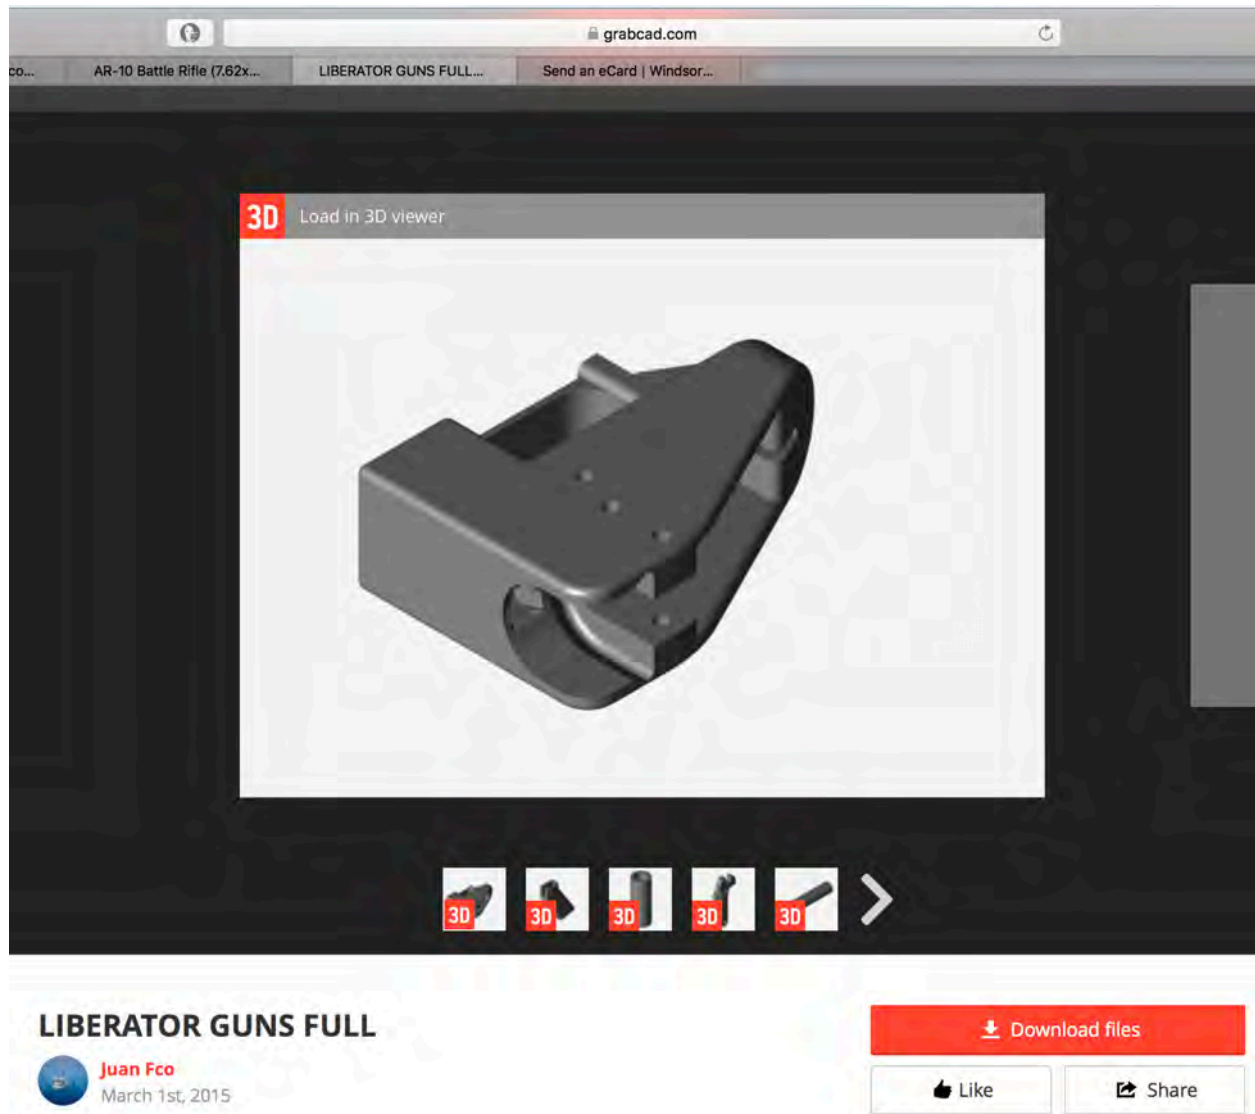 grabcad.com
co...
AR-10 Battle Rifle (7.62x...
LIBERATOR GUNS FULL...
Send an eCard | Windsor...
3D Load in 3D viewer
3D
3D
3D
3D
3D
LIBERATOR GUNS FULL
Download files
Juan Fco
March 1st, 2015
Like
Share